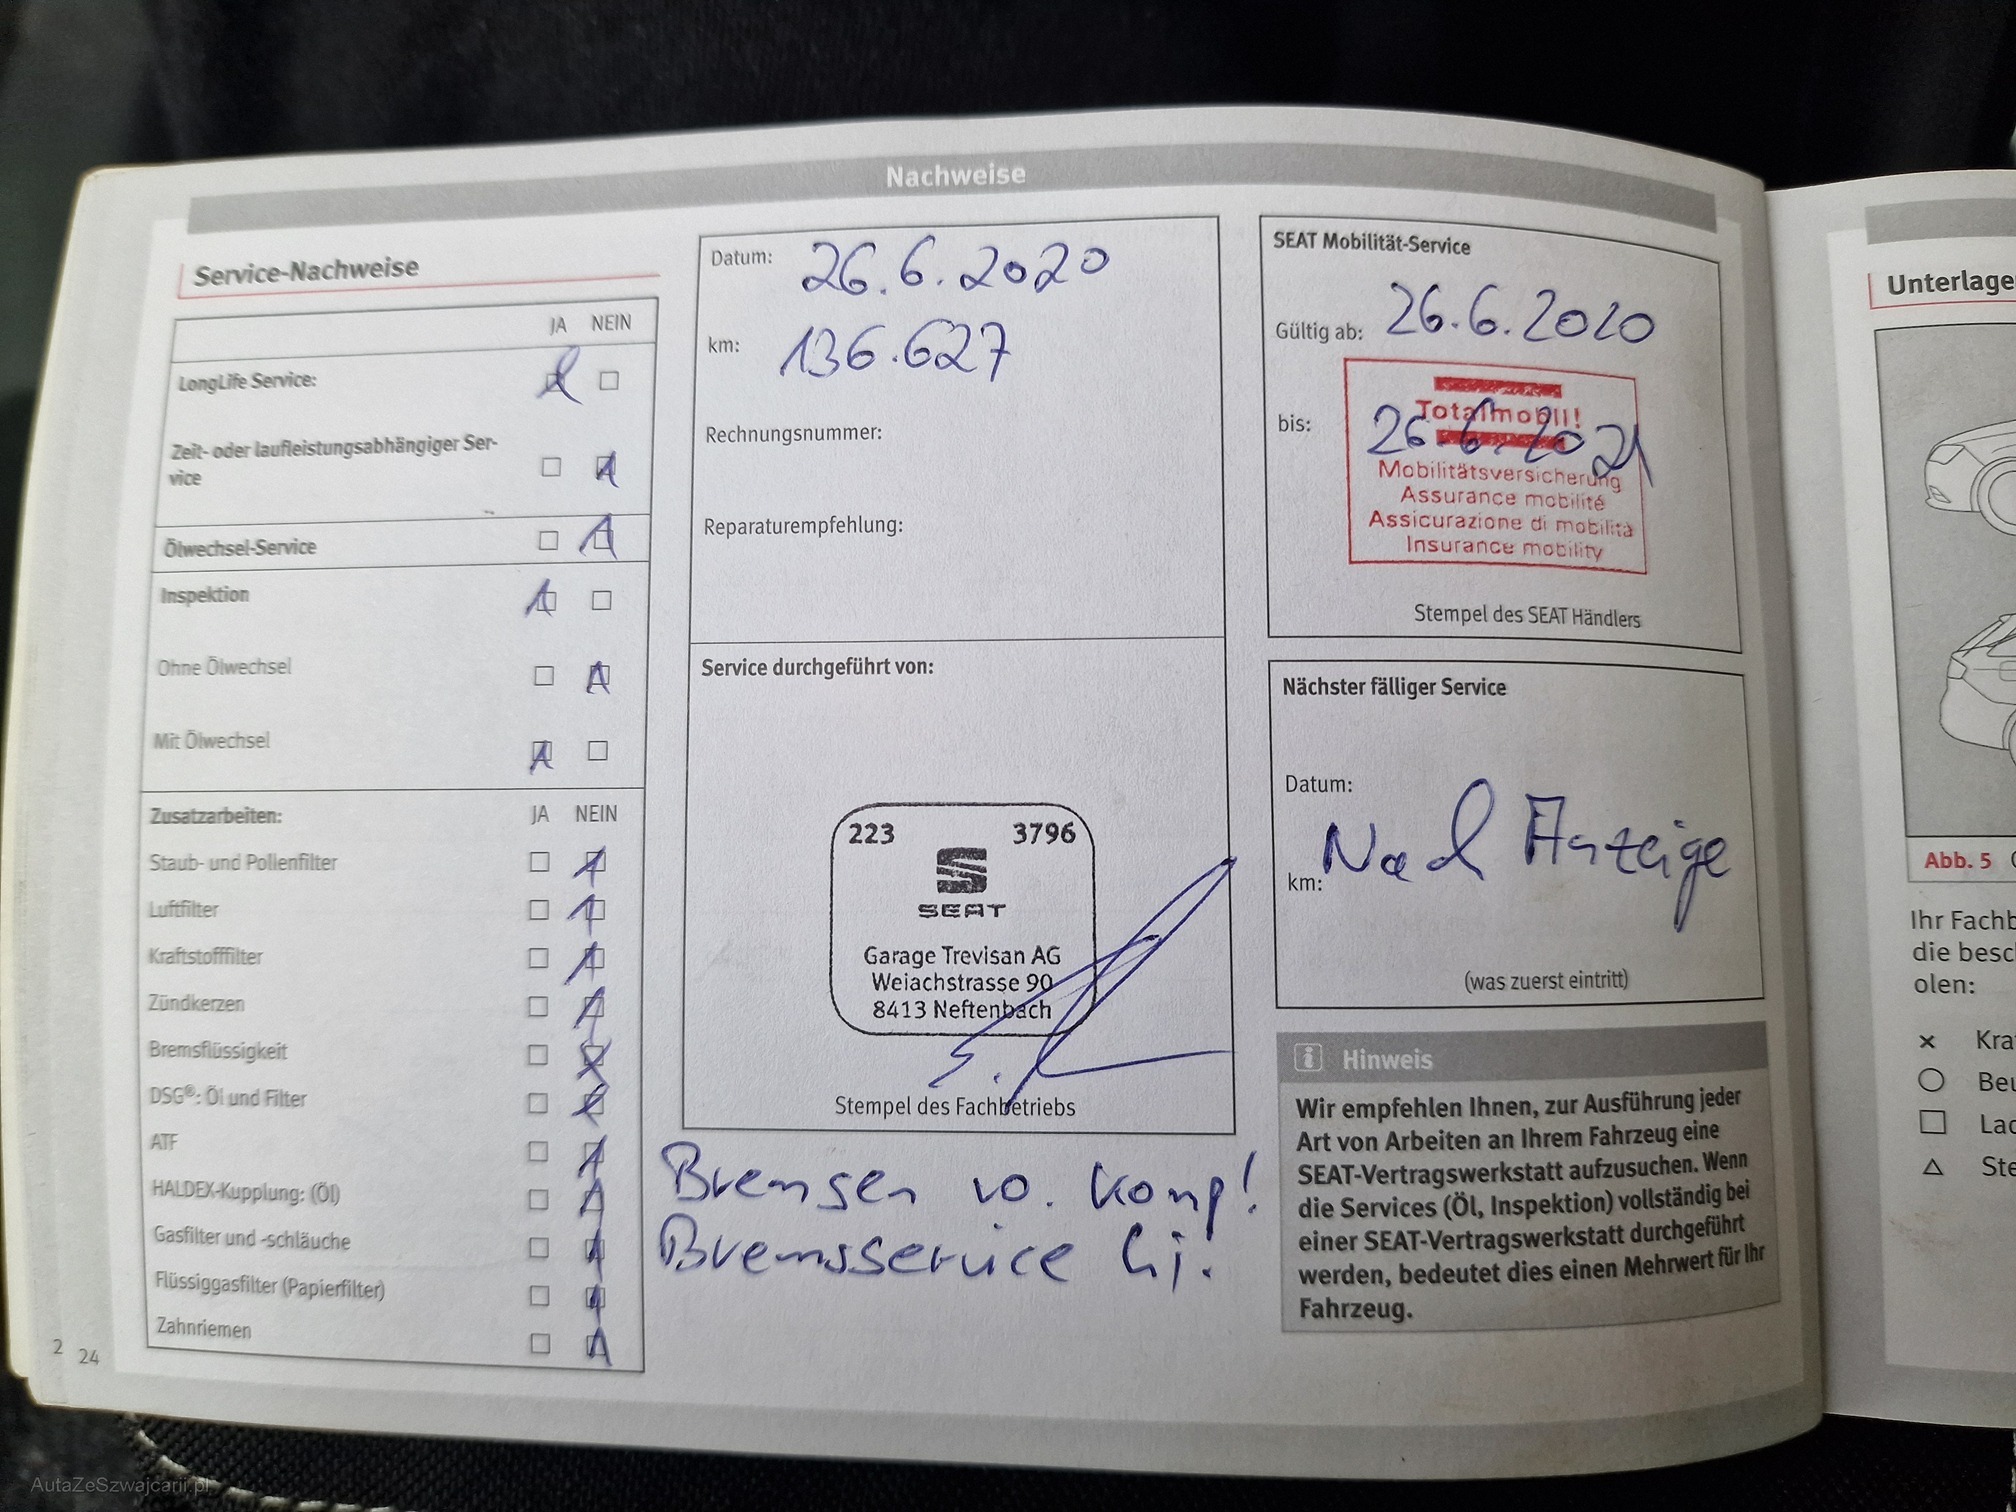 Nachweise
Service-Nachweise
JA NEIN
LongLife Service:
Zeit- oder laufleistungsabhängiger Ser-
vice
Ölwechsel-Service
Inspektion
Ohne Ölwechsel
Mit Ölwechsel
Zusatzarbeiten: JA NEIN
Staub- und Pollenfilter
Luftfilter
Kraftstofffilter
Zündkerzen
Bremsflüssigkeit
DSG®: Öl und Filter
ATF
HALDEX-Kupplung: (Öl)
Gasfilter und -schläuche
Flüssiggasfilter (Papierfilter)
Zahnriemen
2 24
Datum: 26.6.2020
km: 136.627
Rechnungsnummer:
Reparaturempfehlung:
Service durchgeführt von:
223 3796
SEAT
Garage Trevisan AG
Weiachstrasse 90
8413 Neftenbach
Stempel des Fachbetriebs
Bremsen vo. komp!
Bremsservice hi!
SEAT Mobilität-Service
Gültig ab: 26.6.2020
Totalmobil!
bis: 26.6.2021
Mobilitätsversicherung
Assurance mobilité
Assicurazione di mobilità
Insurance mobility
Stempel des SEAT Händlers
Nächster fälliger Service
Datum:
Nach Anzeige
km:
(was zuerst eintritt)
Hinweis
Wir empfehlen Ihnen, zur Ausführung jeder
Art von Arbeiten an Ihrem Fahrzeug eine
SEAT-Vertragswerkstatt aufzusuchen. Wenn
die Services (Öl, Inspektion) vollständig bei
einer SEAT-Vertragswerkstatt durchgeführt
werden, bedeutet dies einen Mehrwert für Ihr
Fahrzeug.
Unterlage
Abb. 5
Ihr Fachb
die besc
olen:
Kra
Beu
Lac
Ste
AutaZeSzwajcarii.pl